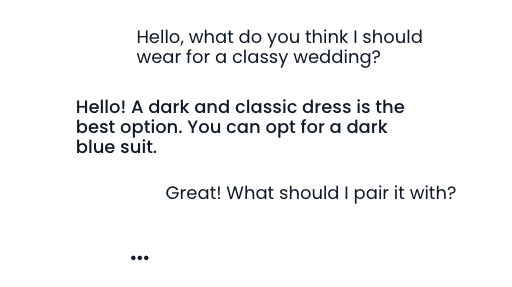 Hello, what do you think I should
wear for a classy wedding?
Hello! A dark and classic dress is the
best option. You can opt for a dark
blue suit.
Great! What should I pair it with?
...